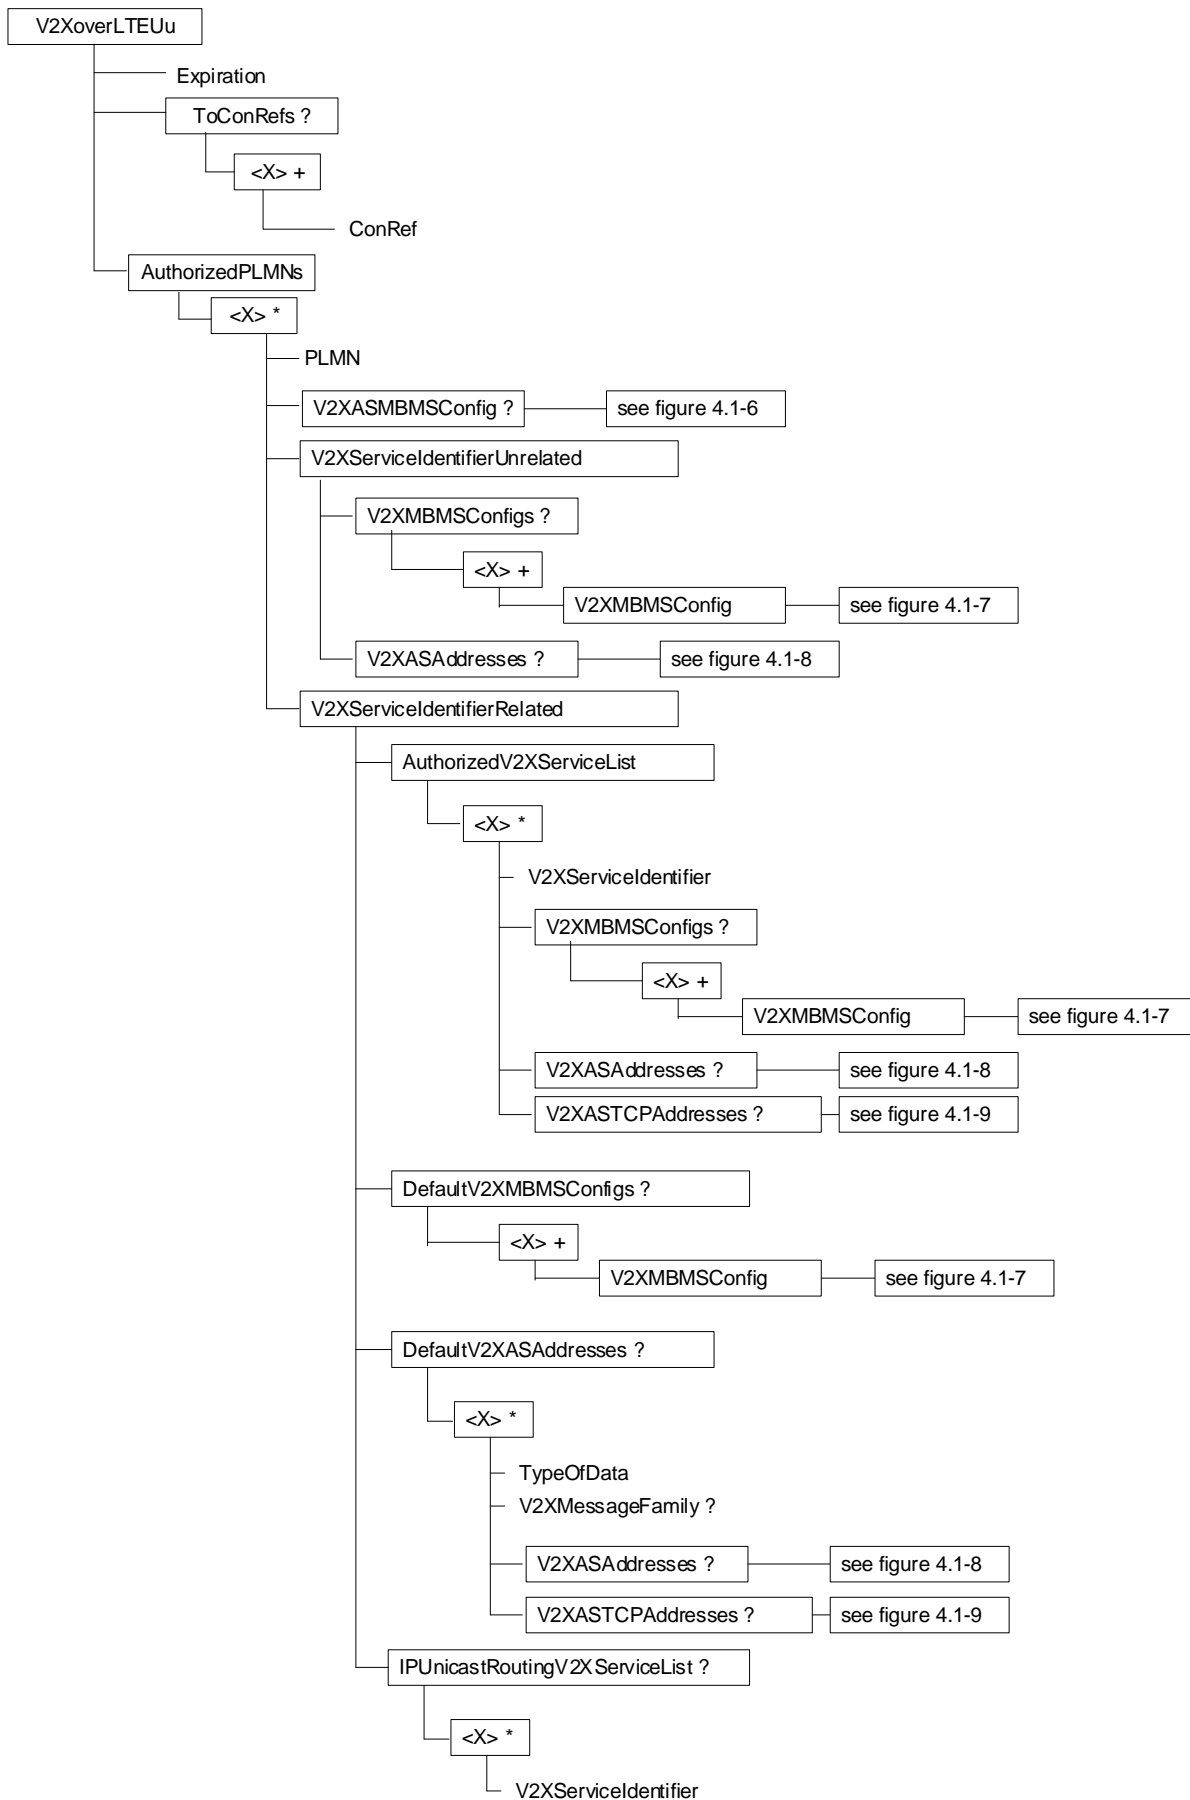 V2XoverLTEUu
Expiration
ToConRefs ?
<X> +
ConRef
AuthorizedPLMNs
<X> *
PLMN
V2XASMBMSConfig ? see figure 4.1-6
V2XServiceIdentifierUnrelated
V2XMBMSConfigs ?
<X> +
V2XMBMSConfig see figure 4.1-7
V2XASAddresses ? see figure 4.1-8
V2XServiceIdentifierRelated
AuthorizedV2XServiceList
<X> *
V2XServiceIdentifier
V2XMBMSConfigs ?
<X> +
V2XMBMSConfig see figure 4.1-7
V2XASAddresses ? see figure 4.1-8
V2XASTCPAddresses ? see figure 4.1-9
DefaultV2XMBMSConfigs ?
<X> +
V2XMBMSConfig see figure 4.1-7
DefaultV2XASAddresses ?
<X> *
TypeOfData
V2XMessageFamily ?
V2XASAddresses ? see figure 4.1-8
V2XASTCPAddresses ? see figure 4.1-9
IPUnicastRoutingV2XServiceList ?
<X> *
V2XServiceIdentifier